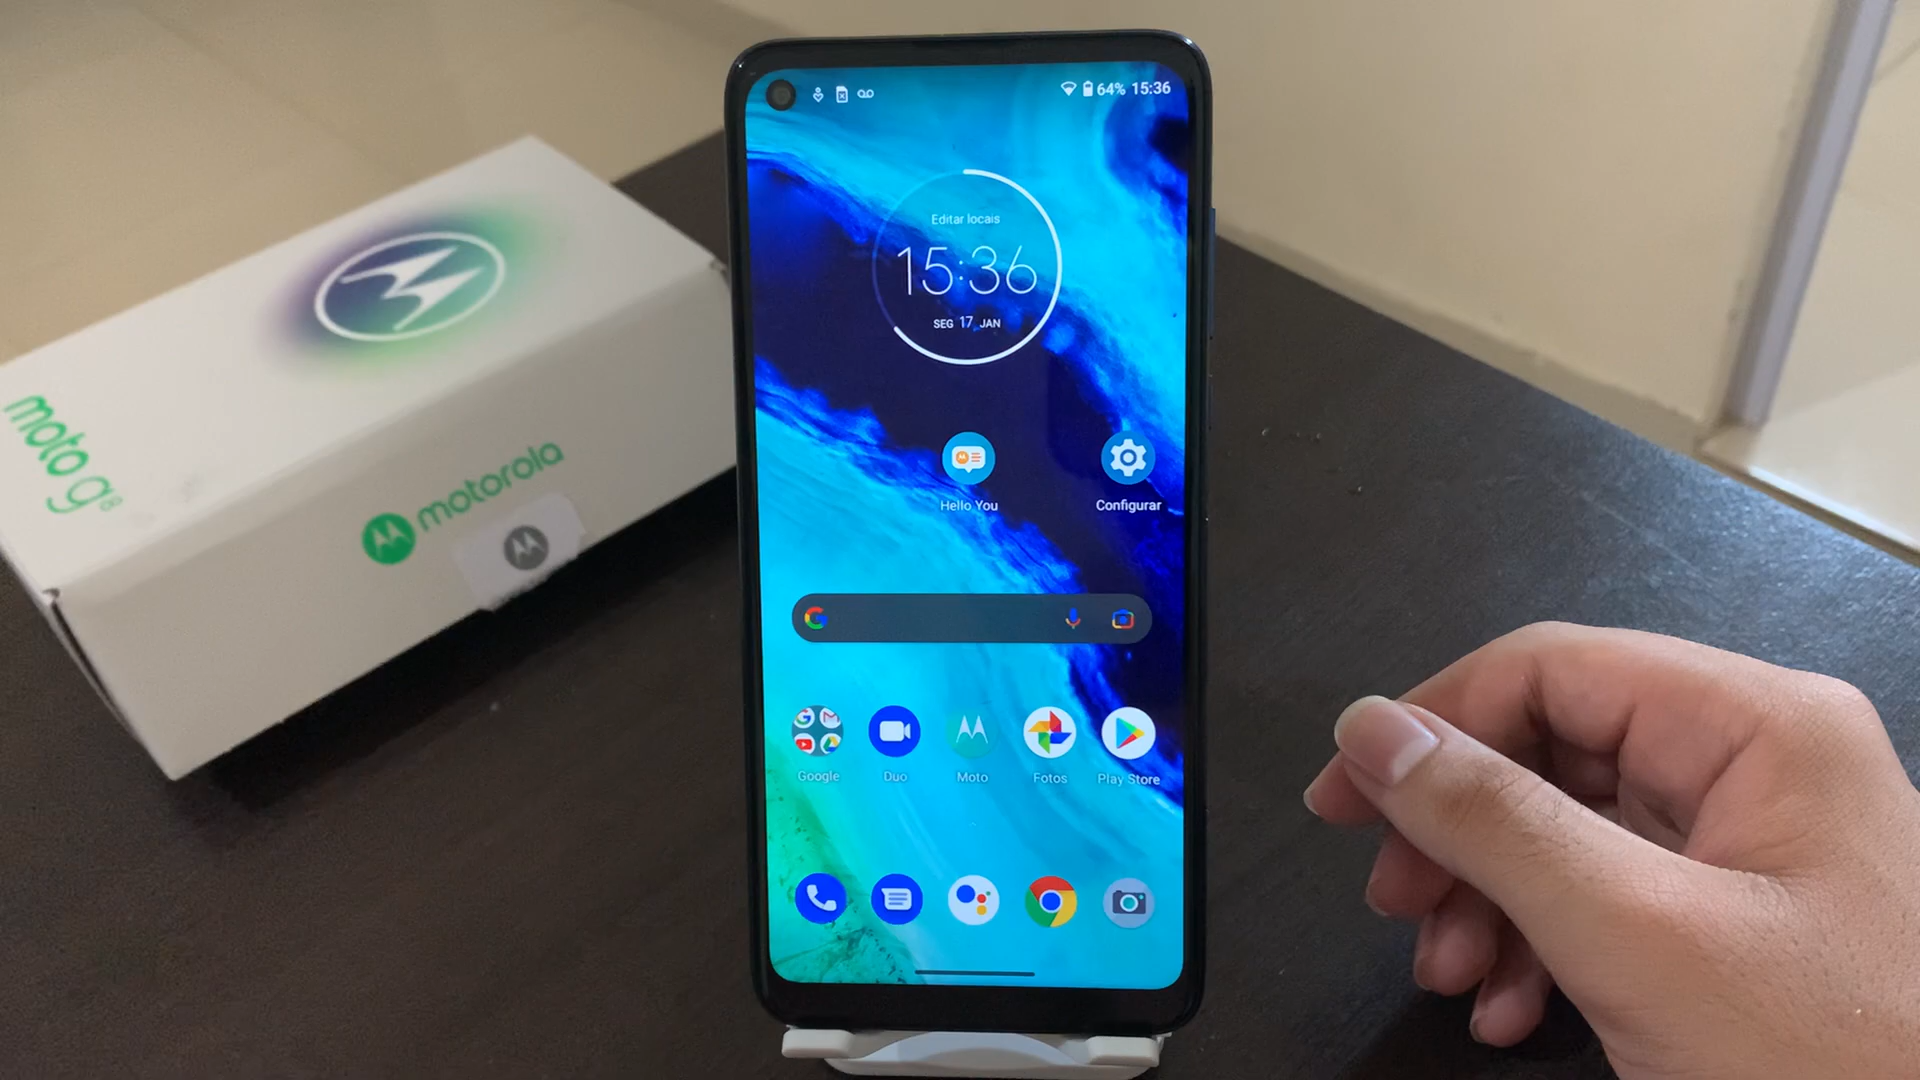 moto g8
motorola
64% 15:36
Editar locais
15:36
SEG 17 JAN
Hello You
Configurar
Google
Duo
Moto
Fotos
Play Store